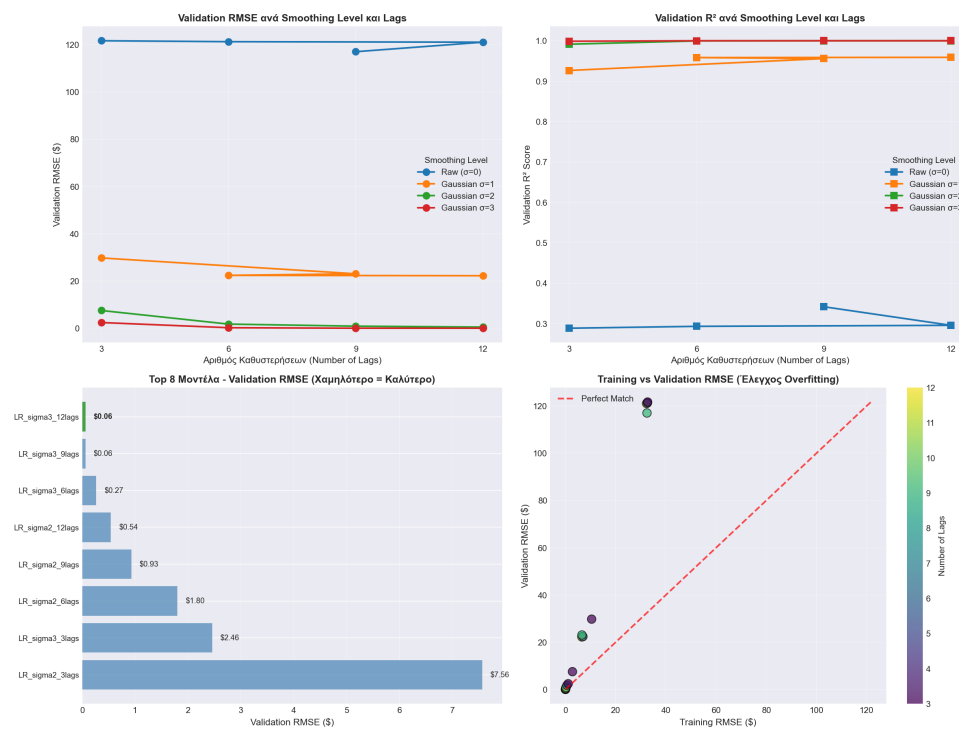 Validation RMSE ανά Smoothing Level και Lags
Validation RMSE ($)
120
100
80
60
40
20
0
3
6
9
12
Αριθμός Καθυστερήσεων (Number of Lags)
Smoothing Level
Raw (σ=0)
Gaussian σ=1
Gaussian σ=2
Gaussian σ=3
Validation R² ανά Smoothing Level και Lags
Validation R² Score
1.0
0.9
0.8
0.7
0.6
0.5
0.4
0.3
3
6
9
12
Αριθμός Καθυστερήσεων (Number of Lags)
Smoothing Level
Raw (σ=0)
Gaussian σ=
Gaussian σ=
Gaussian σ=
Top 8 Μοντέλα - Validation RMSE (Χαμηλότερο = Καλύτερο)
LR_sigma3_12lags
$0.06
LR_sigma3_9lags
$0.06
LR_sigma3_6lags
$0.27
LR_sigma2_12lags
$0.54
LR_sigma2_9lags
$0.93
LR_sigma2_6lags
$1.80
LR_sigma3_3lags
$2.46
LR_sigma2_3lags
$7.56
0
1
2
3
4
5
6
7
Validation RMSE ($)
Training vs Validation RMSE (Έλεγχος Overfitting)
Perfect Match
Validation RMSE ($)
120
100
80
60
40
20
0
0
20
40
60
80
100
120
Training RMSE ($)
12
11
10
9
8
7
6
5
4
3
Number of Lags